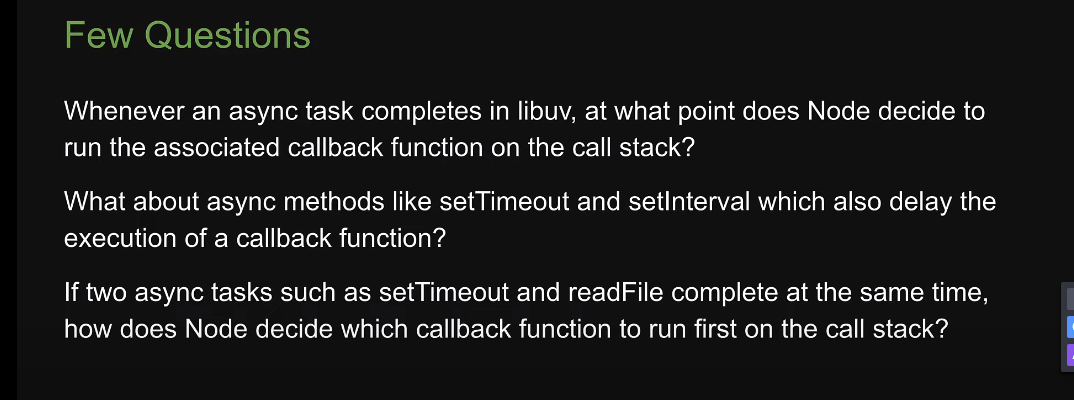 Few Questions
Whenever an async task completes in libuv, at what point does Node decide to
run the associated callback function on the call stack?
What about async methods like setTimeout and setInterval which also delay the
execution of a callback function?
If two async tasks such as setTimeout and readFile complete at the same time,
how does Node decide which callback function to run first on the call stack?